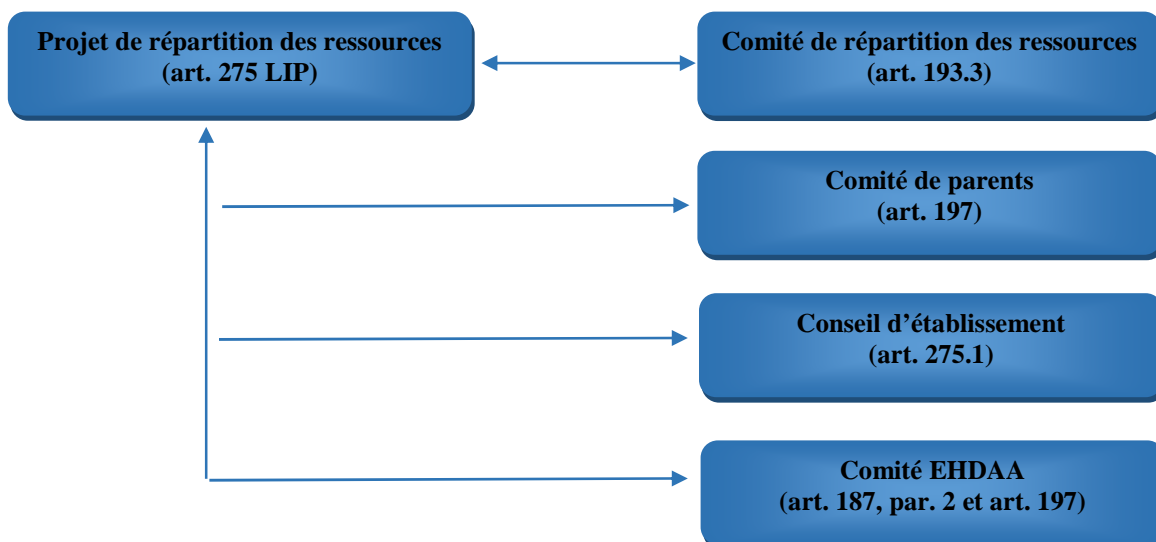 Projet de répartition des ressources
(art. 275 LIP)
Comité de répartition des ressources
(art. 193.3)
Comité de parents
(art. 197)
Conseil d’établissement
(art. 275.1)
Comité EHDAA
(art. 187, par. 2 et art. 197)